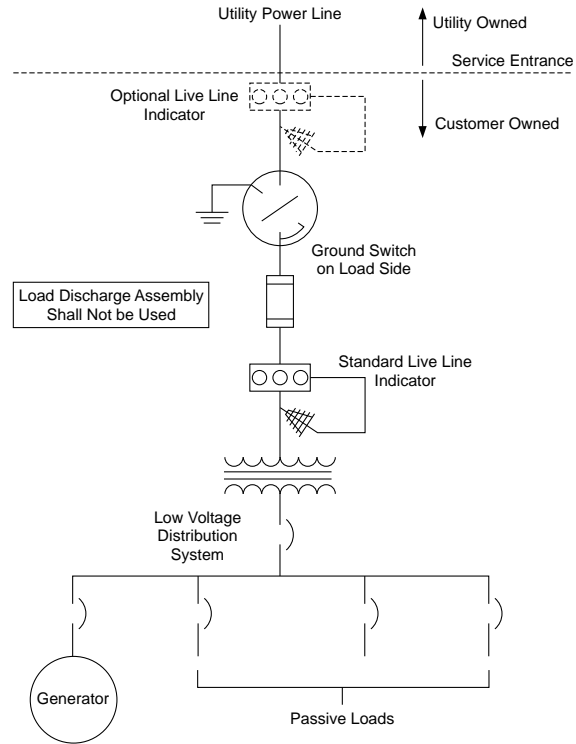 Utility Power Line
Utility Owned
Service Entrance
Optional Live Line
Indicator
Customer Owned
Ground Switch
on Load Side
Load Discharge Assembly
Shall Not be Used
Standard Live Line
Indicator
Low Voltage
Distribution
System
Generator
Passive Loads